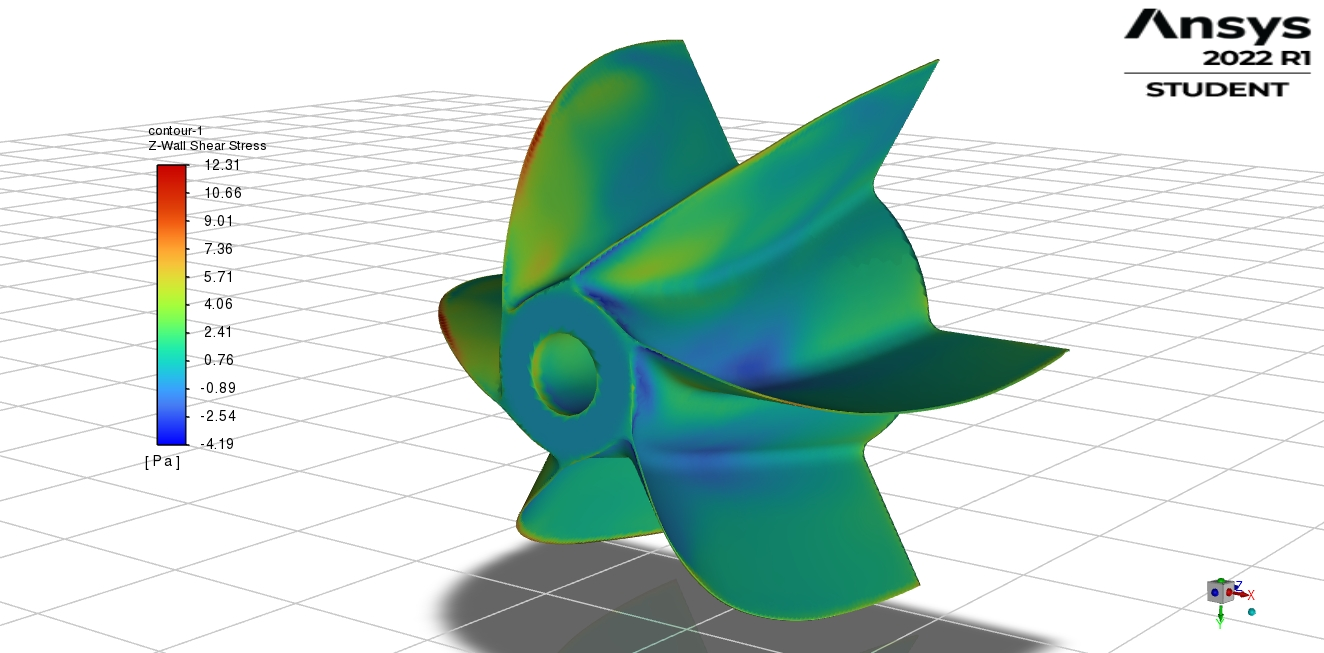 Ansys
2022 R1
STUDENT
contour-1
Z-Wall Shear Stress
12.31
10.66
9.01
7.36
5.71
4.06
2.41
0.76
-0.89
-2.54
-4.19
[ Pa ]
Z
X
Y